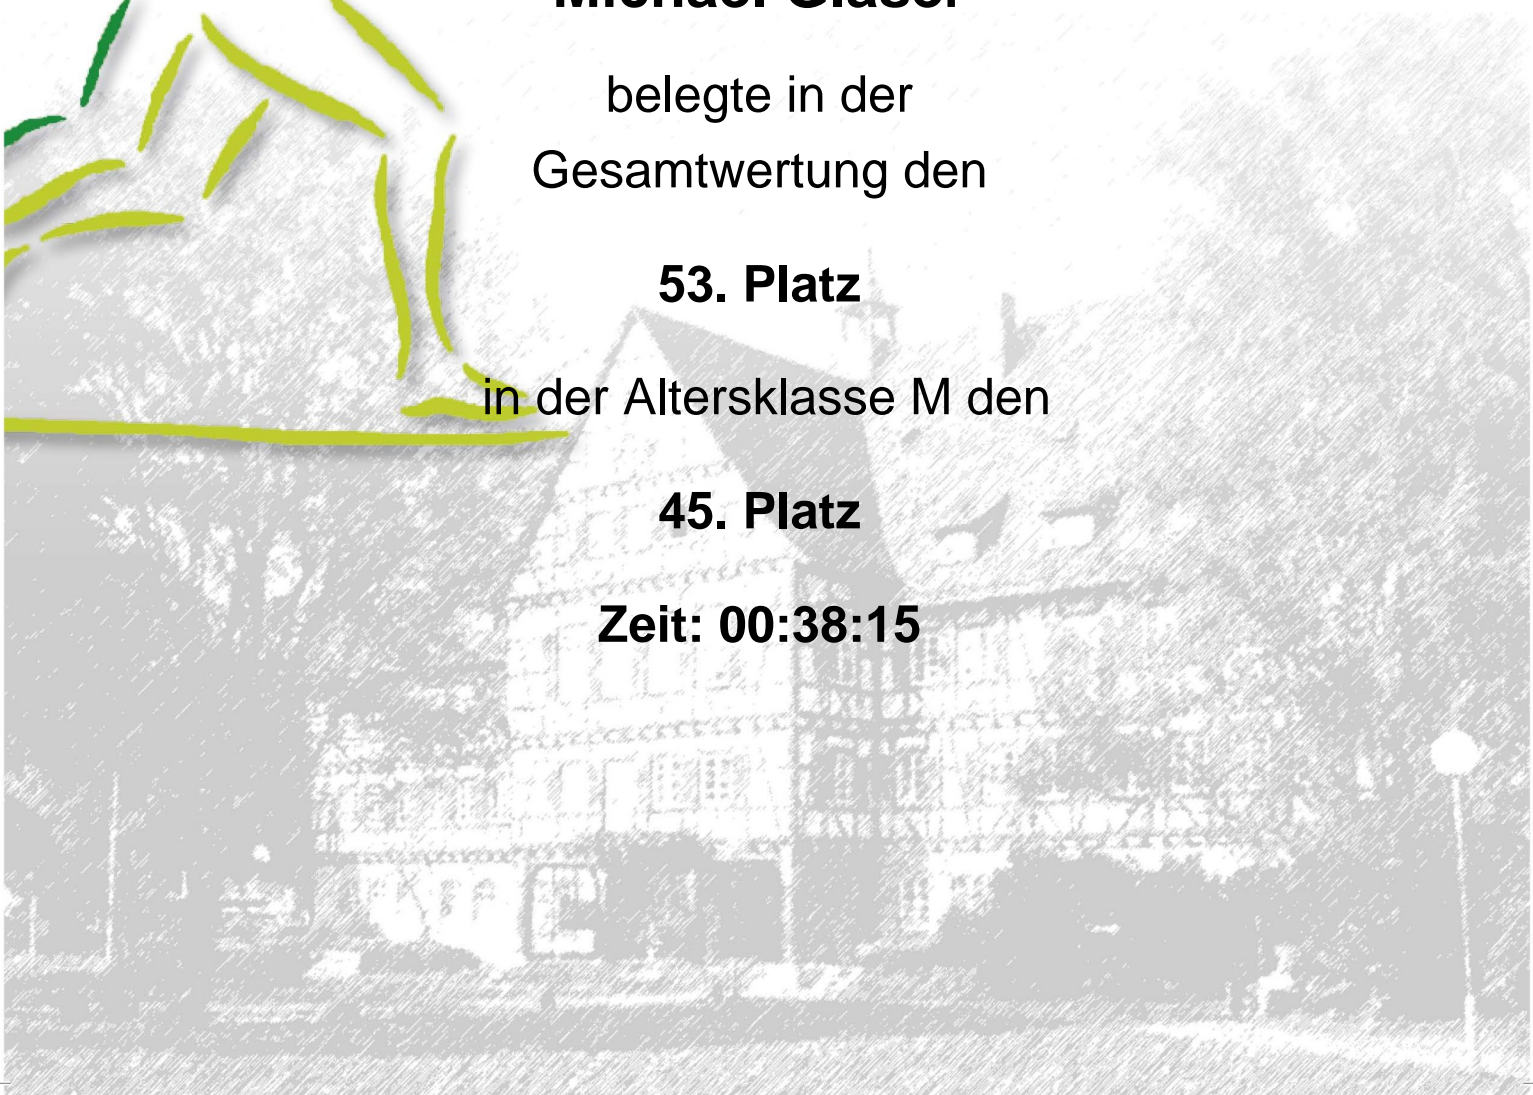 belegte in der
Gesamtwertung den
53. Platz
in der Altersklasse M den
45. Platz
Zeit: 00:38:15